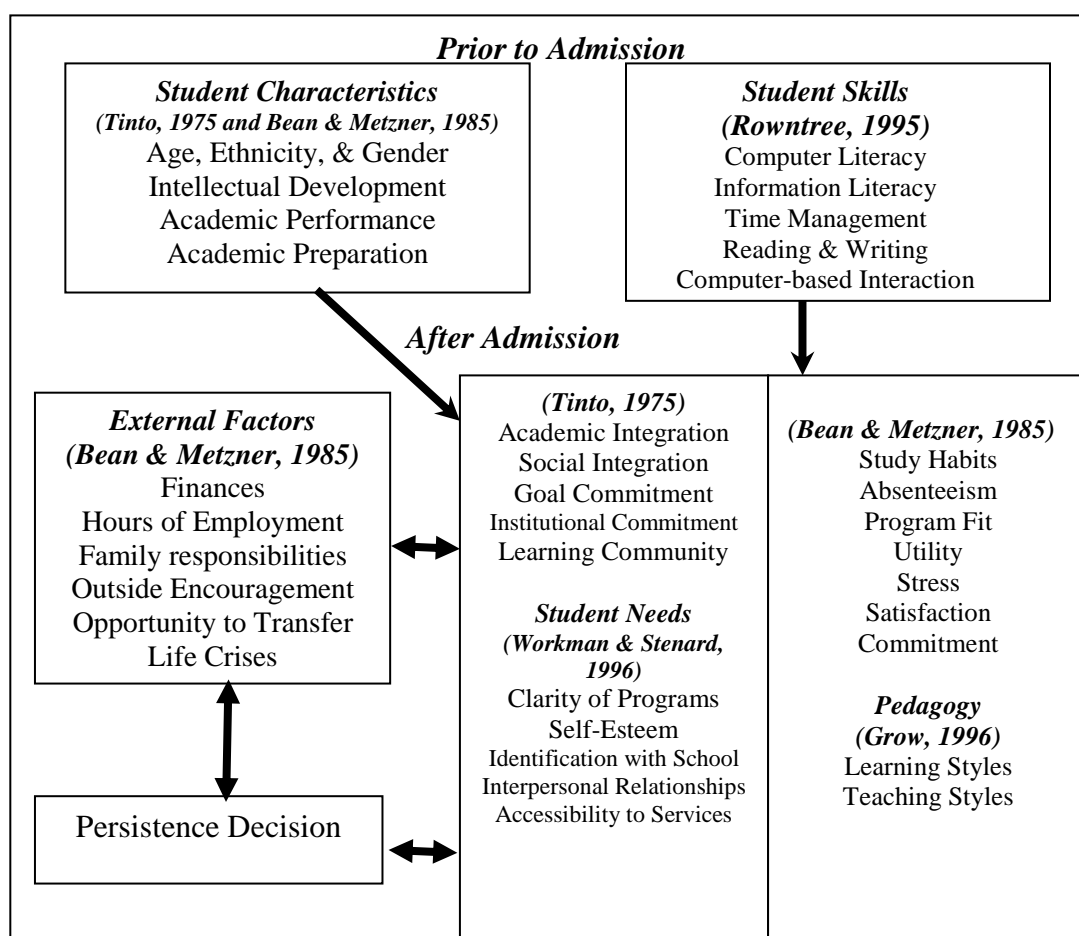 Prior to Admission
Student Characteristics
(Tinto, 1975 and Bean & Metzner, 1985)
Age, Ethnicity, & Gender
Intellectual Development
Academic Performance
Academic Preparation
Student Skills
(Rowntree, 1995)
Computer Literacy
Information Literacy
Time Management
Reading & Writing
Computer-based Interaction
After Admission
External Factors
(Bean & Metzner, 1985)
Finances
Hours of Employment
Family responsibilities
Outside Encouragement
Opportunity to Transfer
Life Crises
(Tinto, 1975)
Academic Integration
Social Integration
Goal Commitment
Institutional Commitment
Learning Community
Student Needs
(Workman & Stenard,
1996)
Clarity of Programs
Self-Esteem
Identification with School
Interpersonal Relationships
Accessibility to Services
(Bean & Metzner, 1985)
Study Habits
Absenteeism
Program Fit
Utility
Stress
Satisfaction
Commitment
Pedagogy
(Grow, 1996)
Learning Styles
Teaching Styles
Persistence Decision